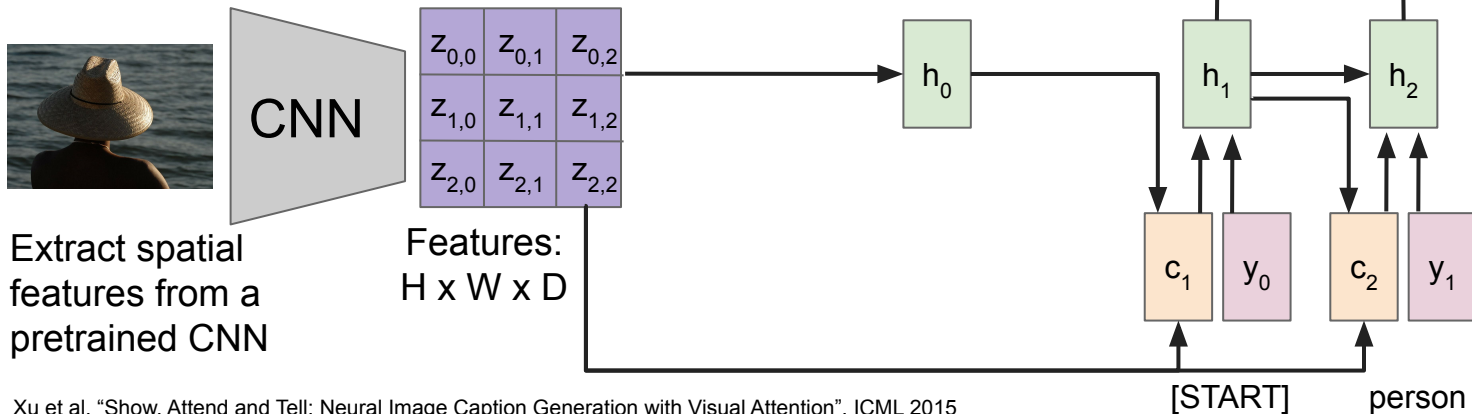 z0,0 z0,1 z0,2
z1,0 z1,1 z1,2
z2,0 z2,1 z2,2
CNN
h0
h1
h2
Extract spatial
features from a
pretrained CNN
Features:
H x W x D
c1
y0
c2
y1
[START]
person
Xu et al, “Show, Attend and Tell: Neural Image Caption Generation with Visual Attention”, ICML 2015